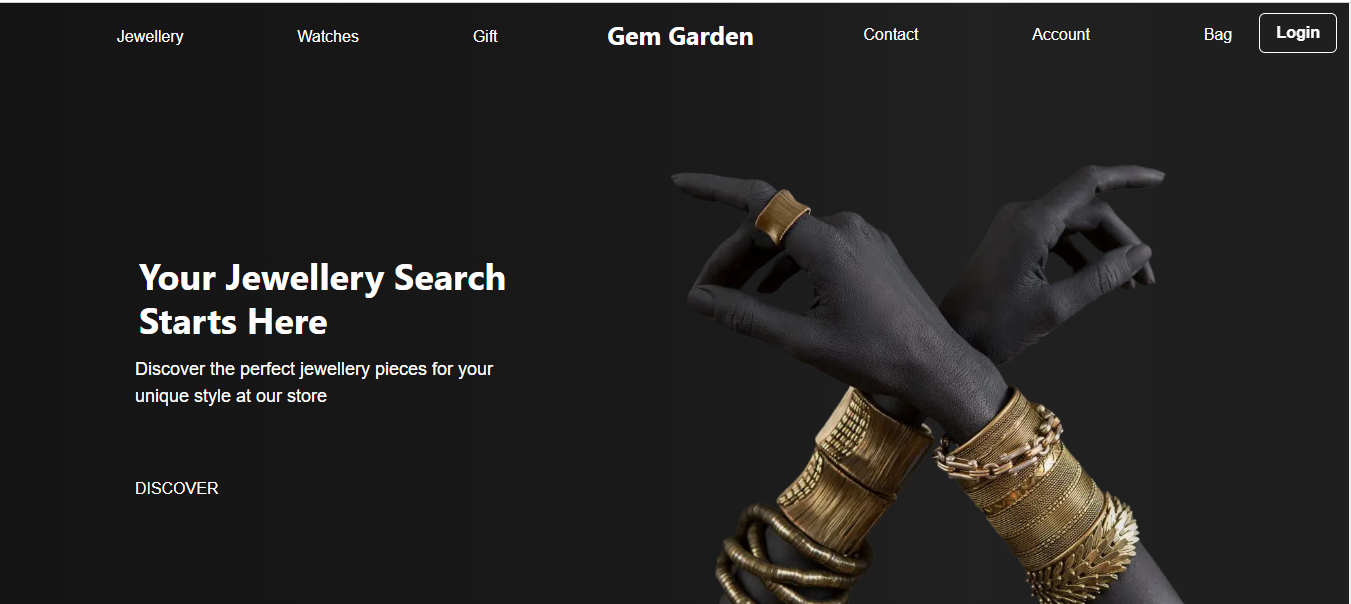 Jewellery Watches Gift Gem Garden Contact Account Bag Login
Your Jewellery Search
Starts Here
Discover the perfect jewellery pieces for your
unique style at our store
DISCOVER